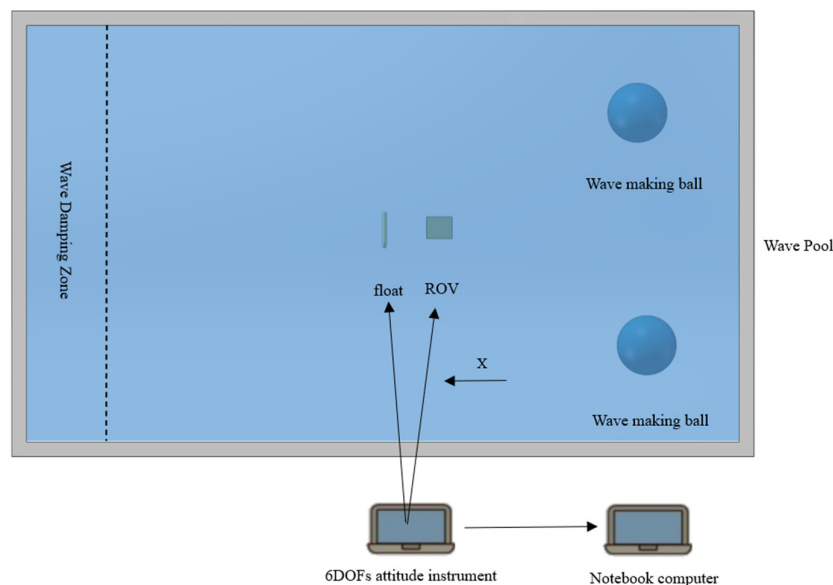 Wave making ball
Wave Damping Zone
Wave Pool
float
ROV
X
Wave making ball
6DOFs attitude instrument
Notebook computer